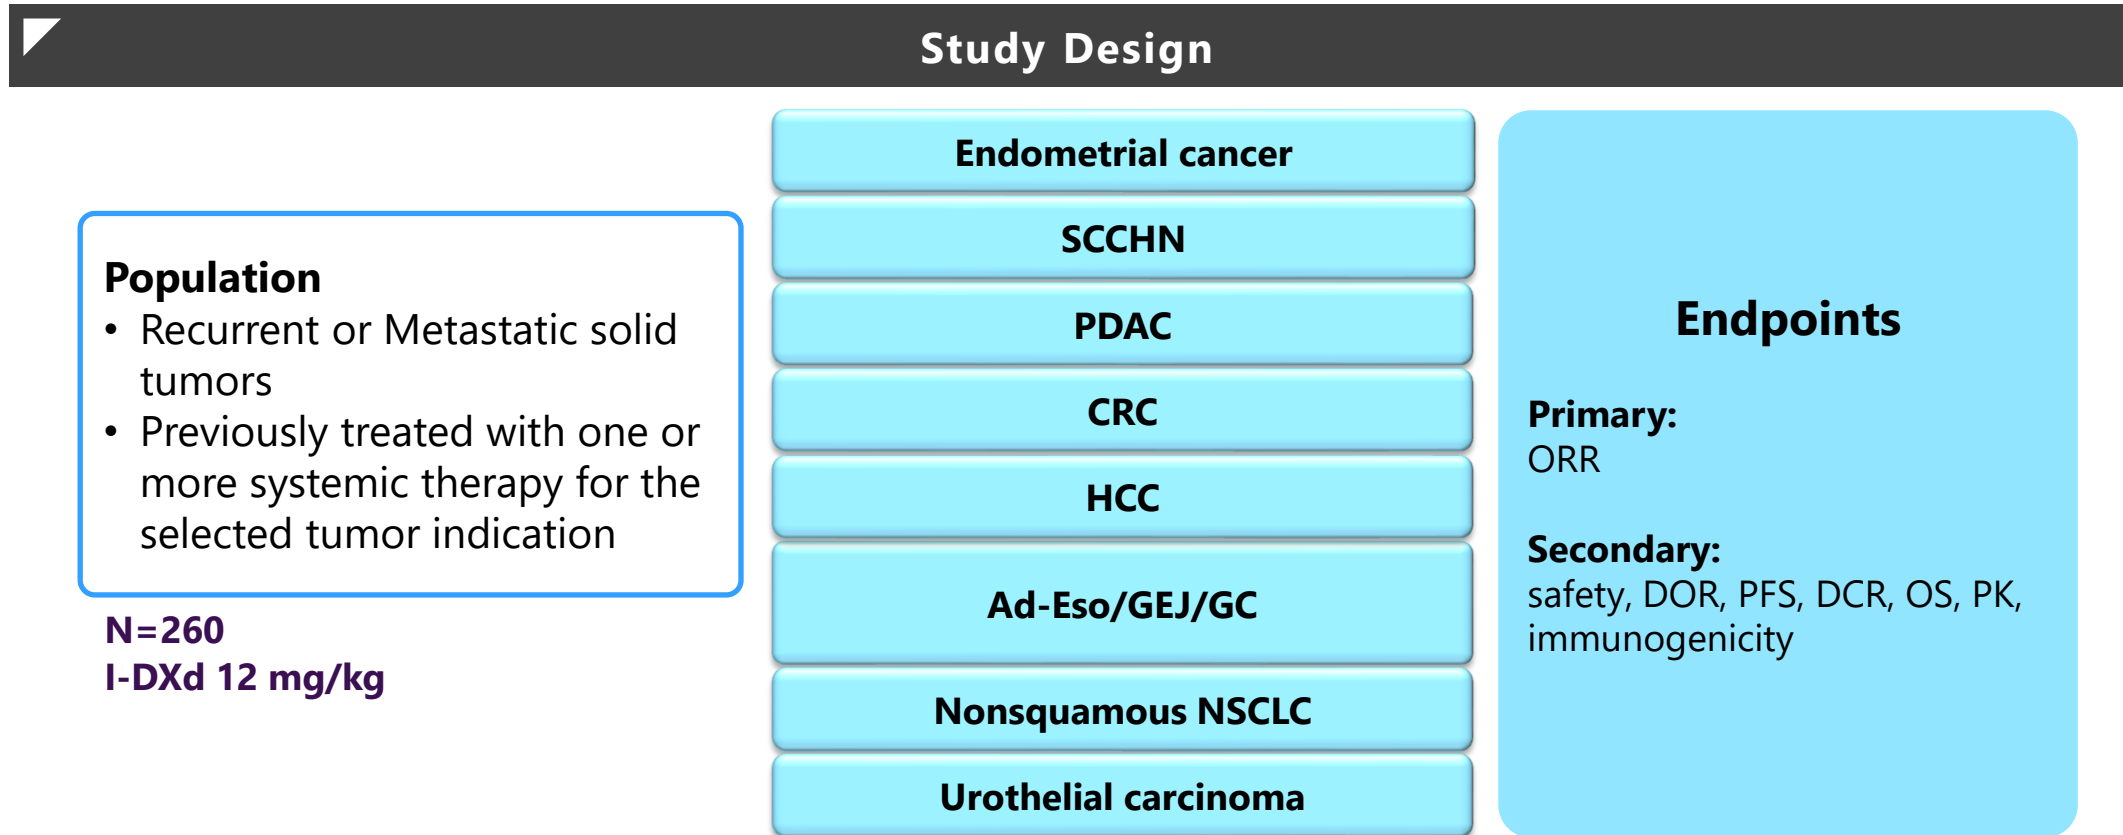 Study Design
Population
• Recurrent or Metastatic solid
tumors
• Previously treated with one or
more systemic therapy for the
selected tumor indication
N=260
I-DXd 12 mg/kg
Endometrial cancer
SCCHN
PDAC
CRC
HCC
Ad-Eso/GEJ/GC
Nonsquamous NSCLC
Urothelial carcinoma
Endpoints
Primary:
ORR
Secondary:
safety, DOR, PFS, DCR, OS, PK,
immunogenicity